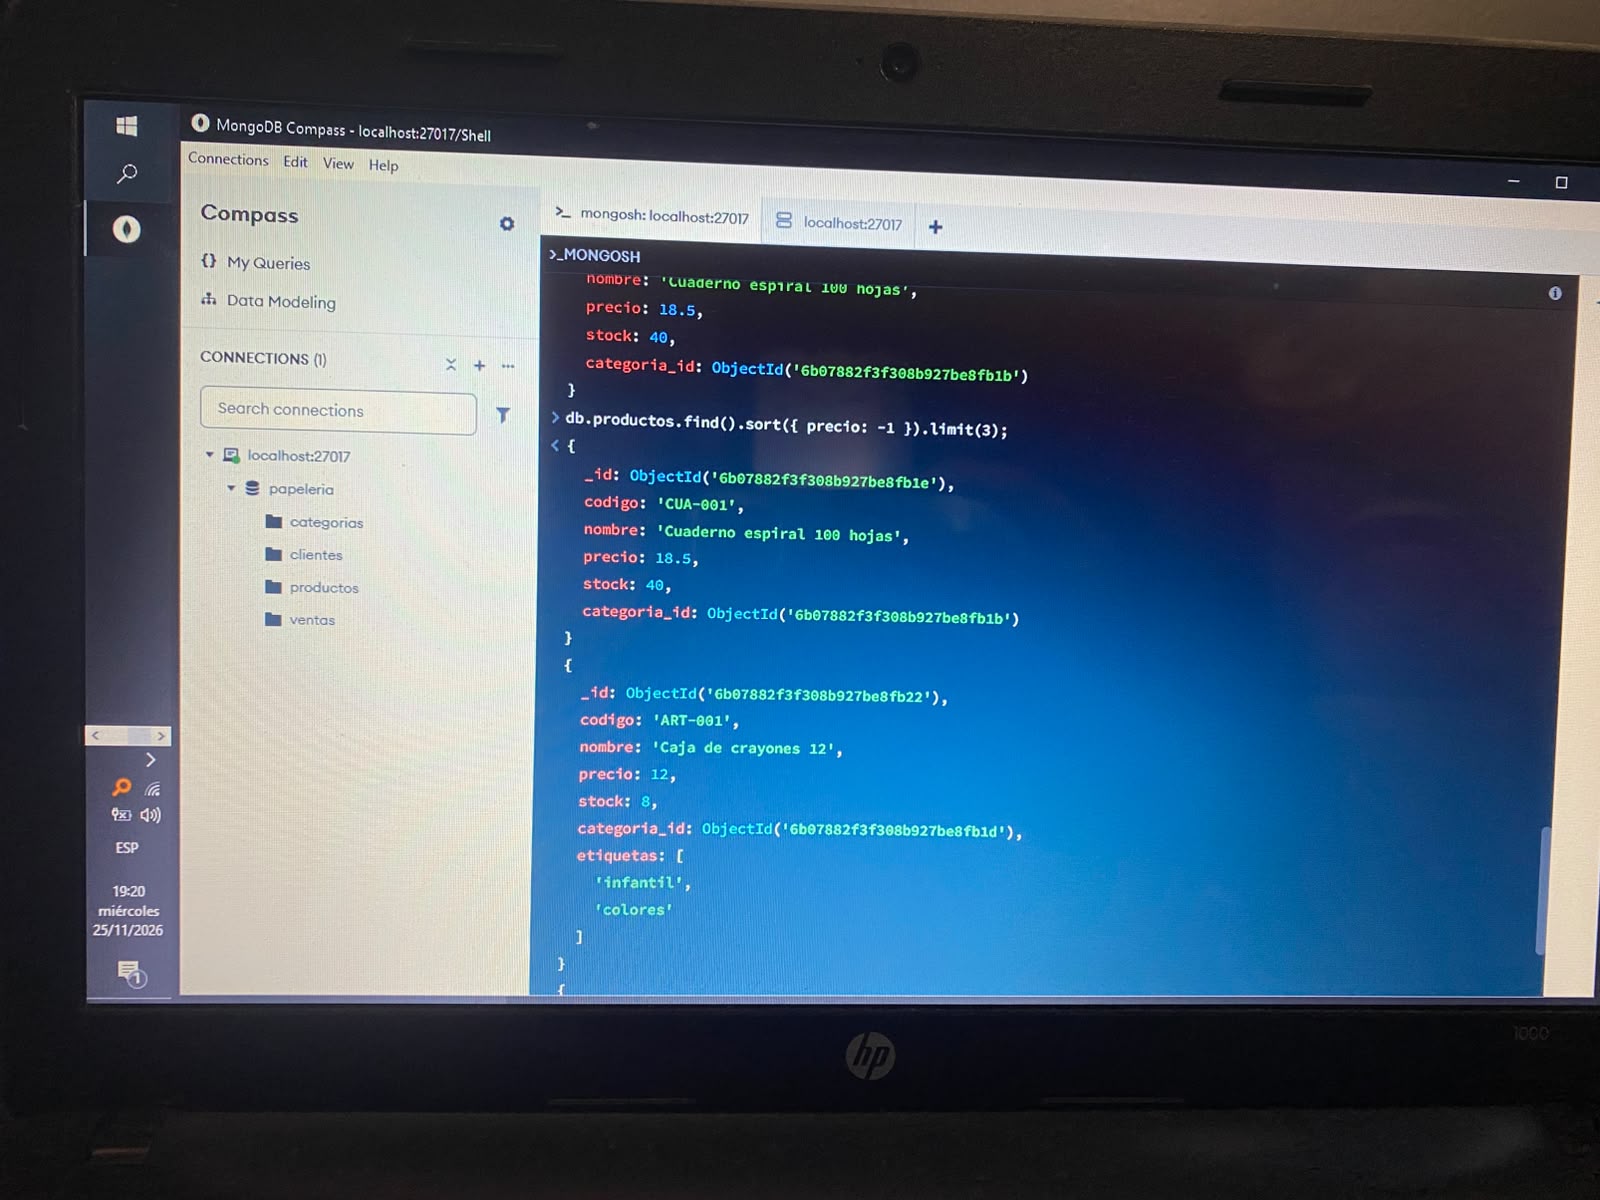 MongoDB Compass - localhost:27017/Shell
Connections Edit View Help
Compass
{} My Queries
Data Modeling
CONNECTIONS (1)
Search connections
localhost:27017
papeleria
categorias
clientes
productos
ventas
>_ mongosh: localhost:27017
localhost:27017
>_MONGOSH
nombre: 'Cuaderno espiral 100 hojas',
precio: 18.5,
stock: 40,
categoria_id: ObjectId('6b07882f3f308b927be8fb1b')
}
> db.productos.find().sort({ precio: -1 }).limit(3);
< {
_id: ObjectId('6b07882f3f308b927be8fb1e'),
codigo: 'CUA-001',
nombre: 'Cuaderno espiral 100 hojas',
precio: 18.5,
stock: 40,
categoria_id: ObjectId('6b07882f3f308b927be8fb1b')
}
{
_id: ObjectId('6b07882f3f308b927be8fb22'),
codigo: 'ART-001',
nombre: 'Caja de crayones 12',
precio: 12,
stock: 8,
categoria_id: ObjectId('6b07882f3f308b927be8fb1d'),
etiquetas: [
'infantil',
'colores'
]
}
{
ESP
19:20
miércoles
25/11/2026
1
hp
1000